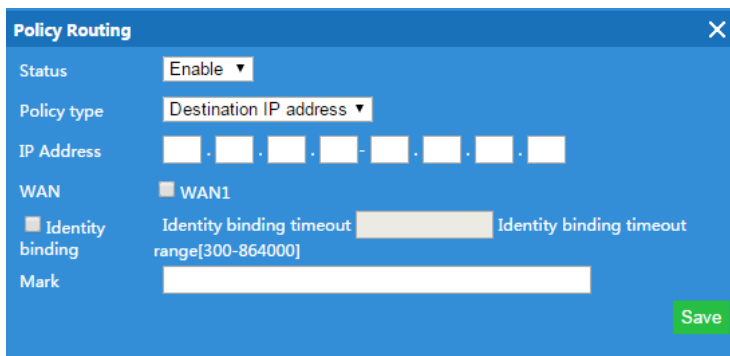 Policy Routing
Status Enable
Policy type Destination IP address
IP Address . . . - . . .
WAN WAN1
Identity binding timeout Identity binding timeout
Identity
binding
range[300-864000]
Mark
Save